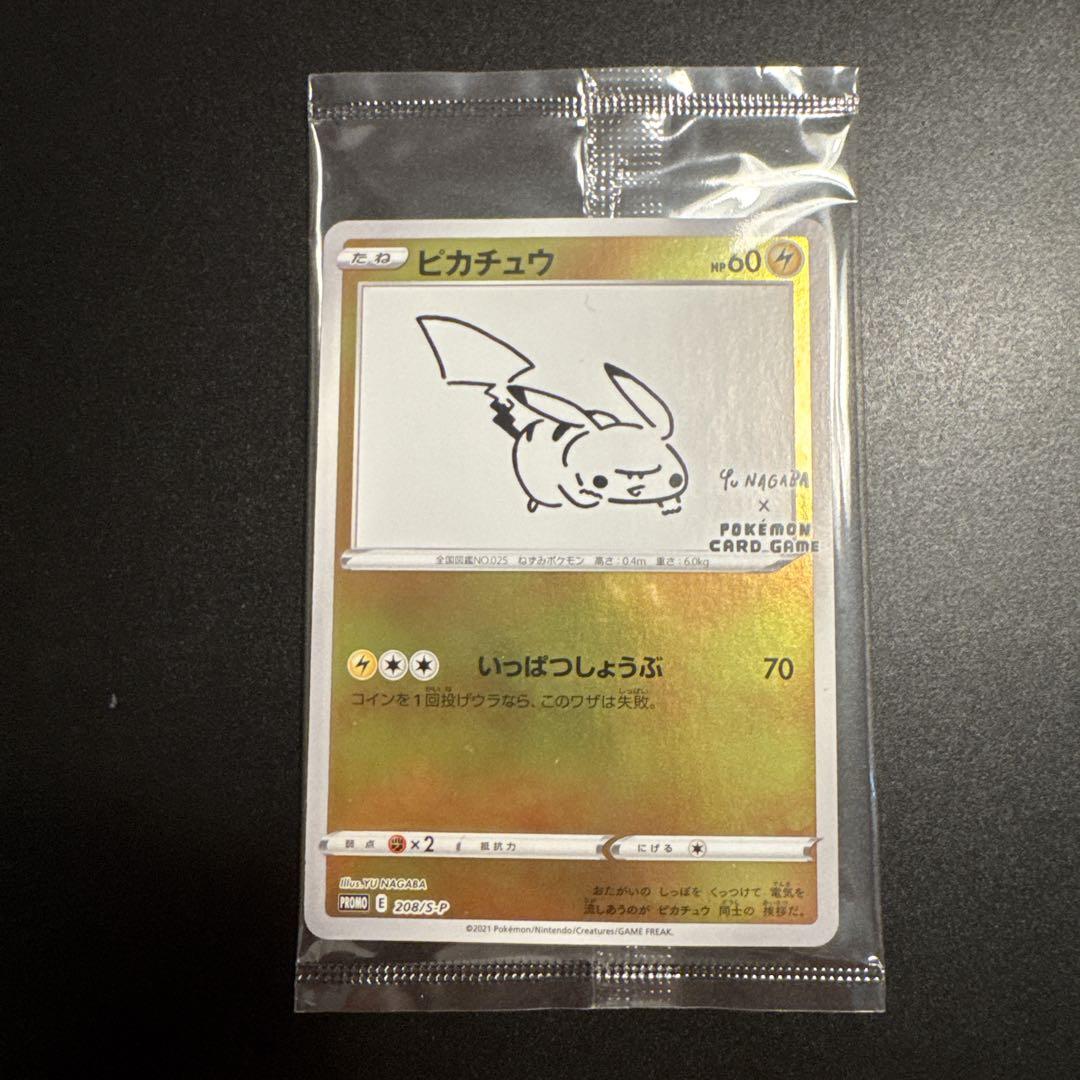 たね ピカチュウ HP60
YU NAGABA
×
POKÉMON
CARD GAME
全国図鑑NO.025 ねずみポケモン 高さ:0.4m 重さ:6.0kg
いっぱつしょうぶ 70
コインを1回投げウラなら、このワザは失敗。
弱点 ×2 抵抗力 にげる
Illus. YU NAGABA
PROMO E 208/S-P
おたがいの しっぽを くっつけて 電気を
流しあうのが ピカチュウ 同士の 挨拶だ。
©2021 Pokémon/Nintendo/Creatures/GAME FREAK.